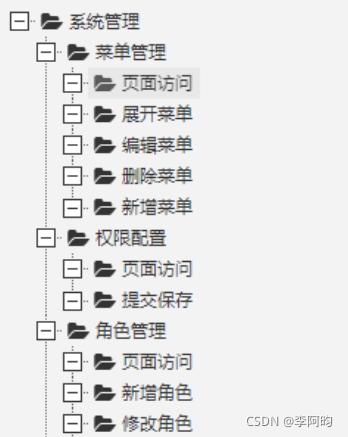 系统管理
菜单管理
页面访问
展开菜单
编辑菜单
删除菜单
新增菜单
权限配置
页面访问
提交保存
角色管理
页面访问
新增角色
修改角色
CSDN @李阿昀